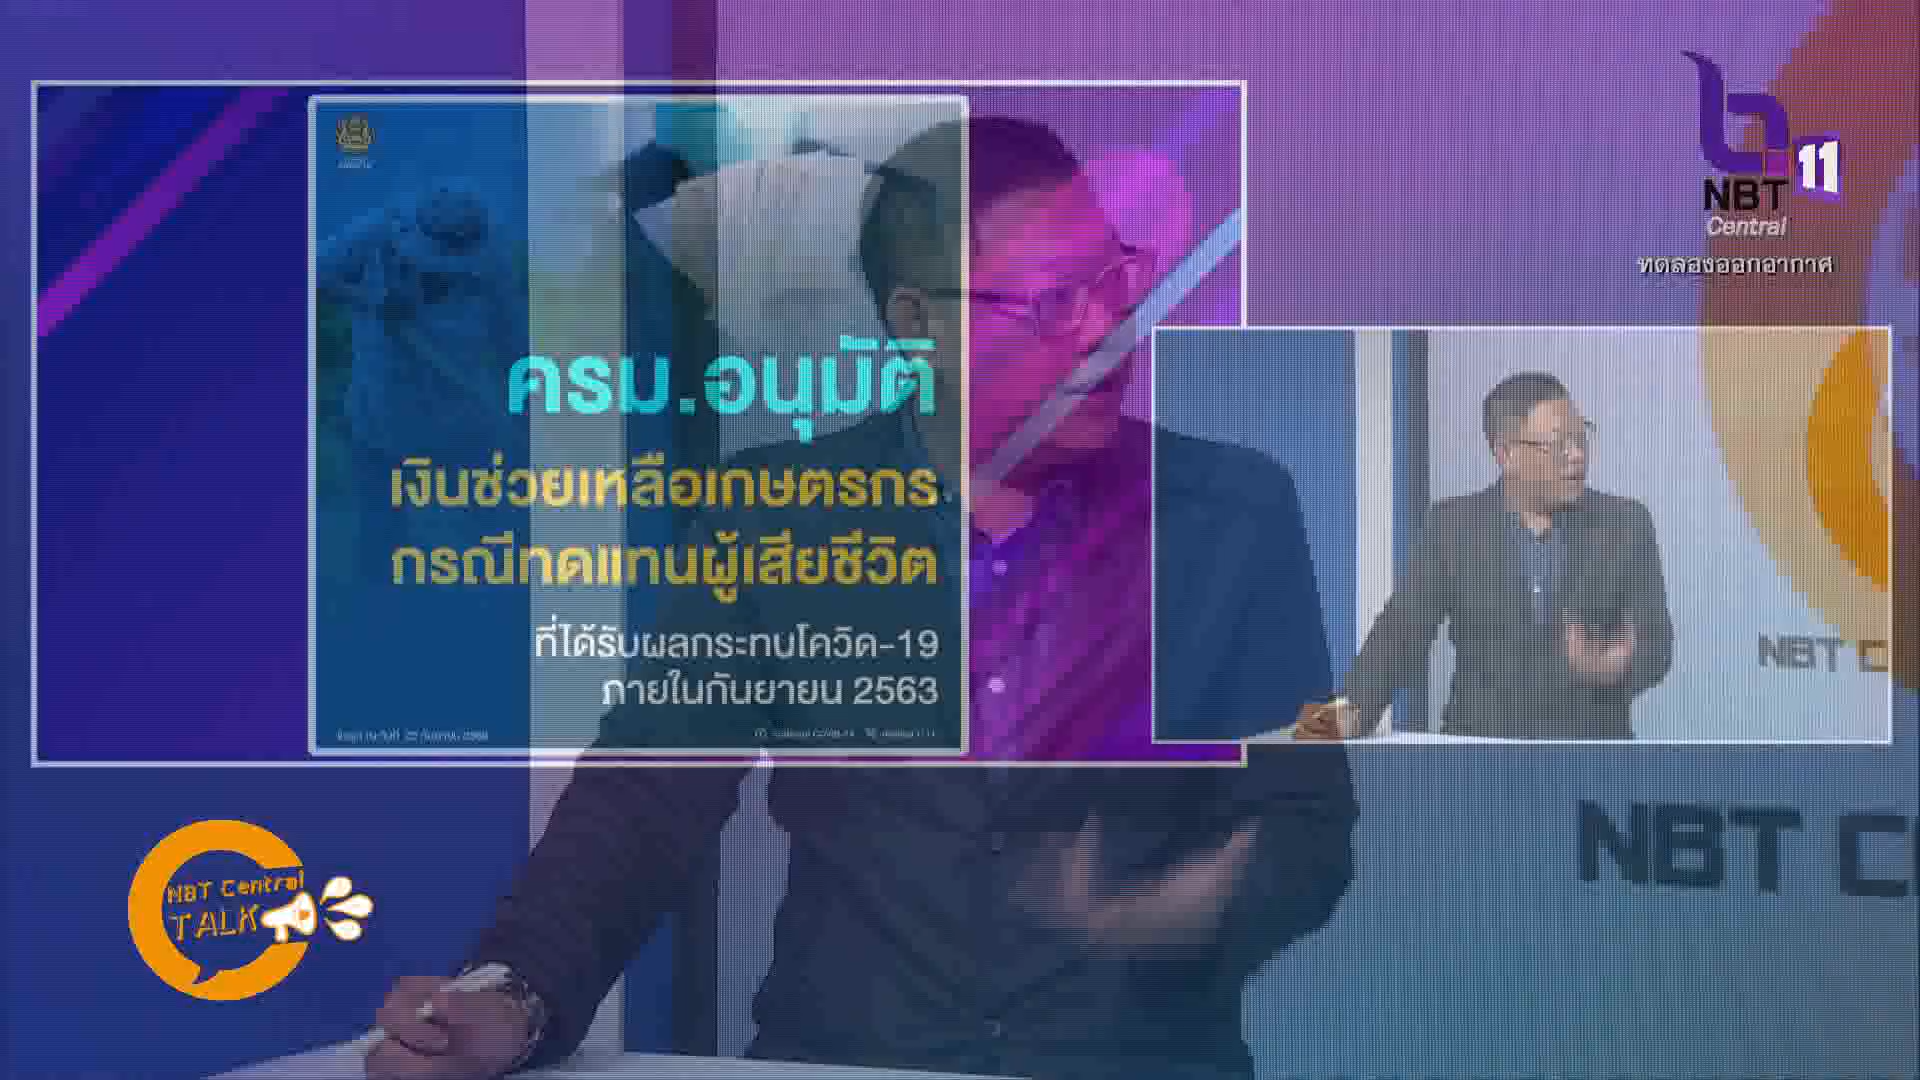 NBT 11
Central
ทดลองออกอากาศ
ครม.อนุมัติ
เงินช่วยเหลือเกษตรกร
กรณีทดแทนผู้เสียชีวิต
ที่ได้รับผลกระทบโควิด-19
ภายในกันยายน 2563
NBT C
NBT C
NBT Central
TALK